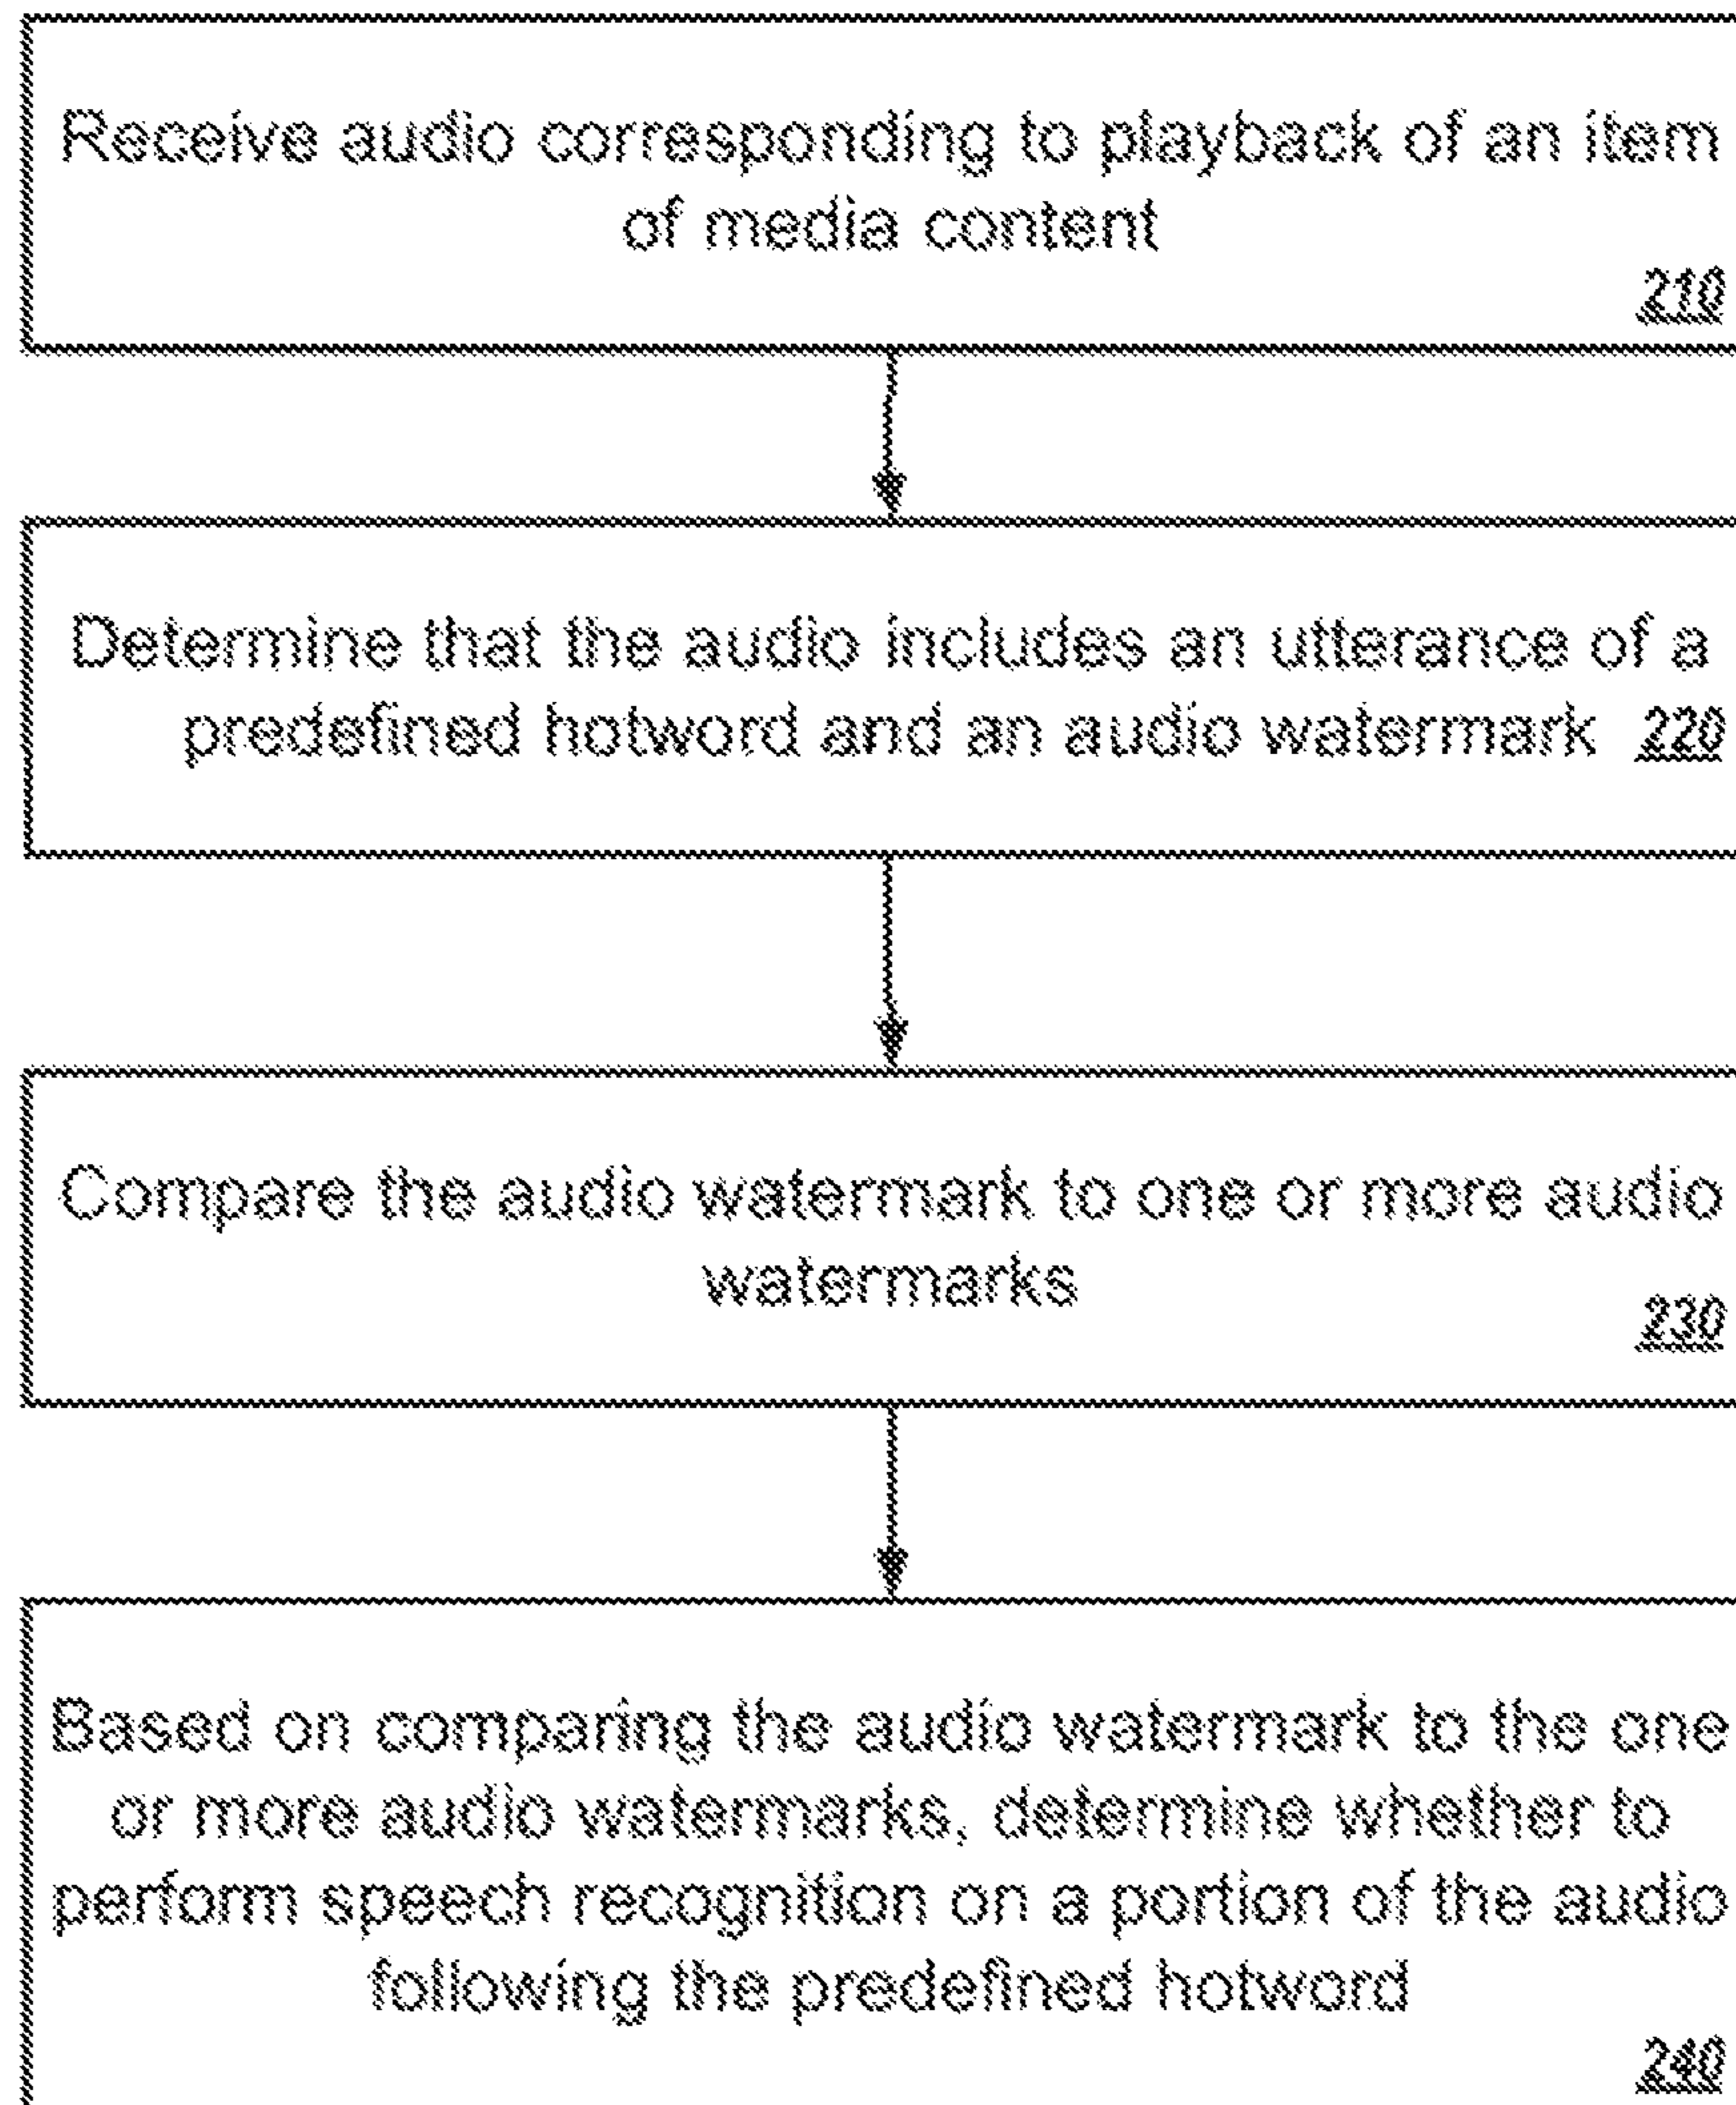 Receive audio corresponding to playback of an item
of media content
210
Determine that the audio includes an utterance of a
predefined hotword and an audio watermark 220
Compare the audio watermark to one or more audio
watermarks
230
Based on comparing the audio watermark to the one
or more audio watermarks, determine whether to
perform speech recognition on a portion of the audio
following the predefined hotword
240